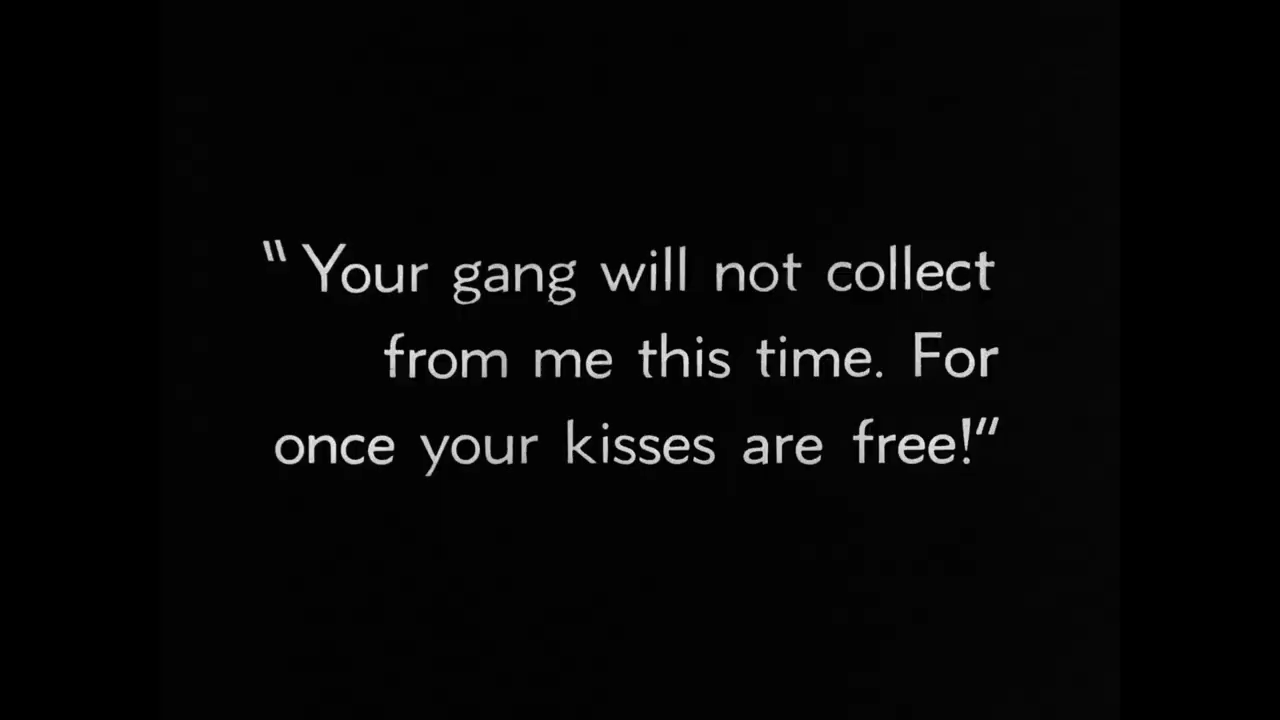 “Your gang will not collect
from me this time. For
once your kisses are free!”